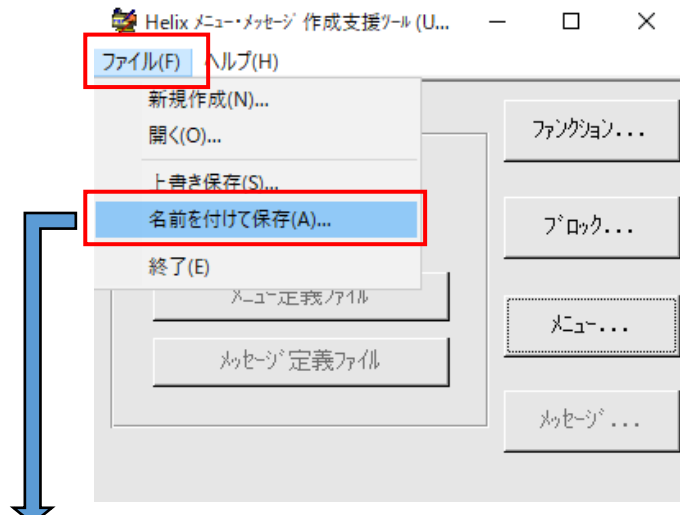 Helix ﾒﾆｭｰ･ﾒｯｾｰｼﾞ 作成支援ﾂｰﾙ (U...
ファイル(F) ヘルプ(H)
新規作成(N)...
開く(O)...
上書き保存(S)...
名前を付けて保存(A)...
終了(E)
ﾒﾆｭｰ定義ﾌｧｲﾙ
ﾒｯｾｰｼﾞ定義ﾌｧｲﾙ
ﾌｧﾝｸｼｮﾝ...
ﾌﾞﾛｯｸ...
ﾒﾆｭｰ...
ﾒｯｾｰｼﾞ...